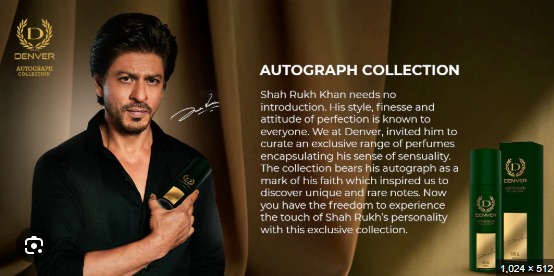 D
DENVER
AUTOGRAPH
COLLECTION
AUTOGRAPH COLLECTION
Shah Rukh Khan needs no
introduction. His style, finesse and
attitude of perfection is known to
everyone. We at Denver, invited him to
curate an exclusive range of perfumes
encapsulating his sense of sensuality.
The collection bears his autograph as a
mark of his faith which inspired us to
discover unique and rare notes. Now
you have the freedom to experience
the touch of Shah Rukh's personality
with this exclusive collection.
DENVER
DENVER
AUTOGRAPH
COLLECTION
1,024 × 512